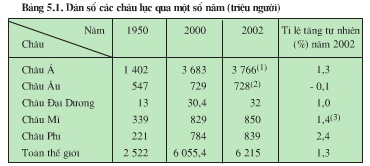 Bảng 5.1. Dân số các châu lục qua một số năm (triệu người)
Năm Châu 1950 2000 2002 Tỉ lệ tăng tự nhiên (%) năm 2002
Châu Á 1 402 3 683 3 766(1) 1,3
Châu Âu 547 729 728(2) - 0,1
Châu Đại Dương 13 30,4 32 1,0
Châu Mĩ 339 829 850 1,4(3)
Châu Phi 221 784 839 2,4
Toàn thế giới 2 522 6 055,4 6 215 1,3